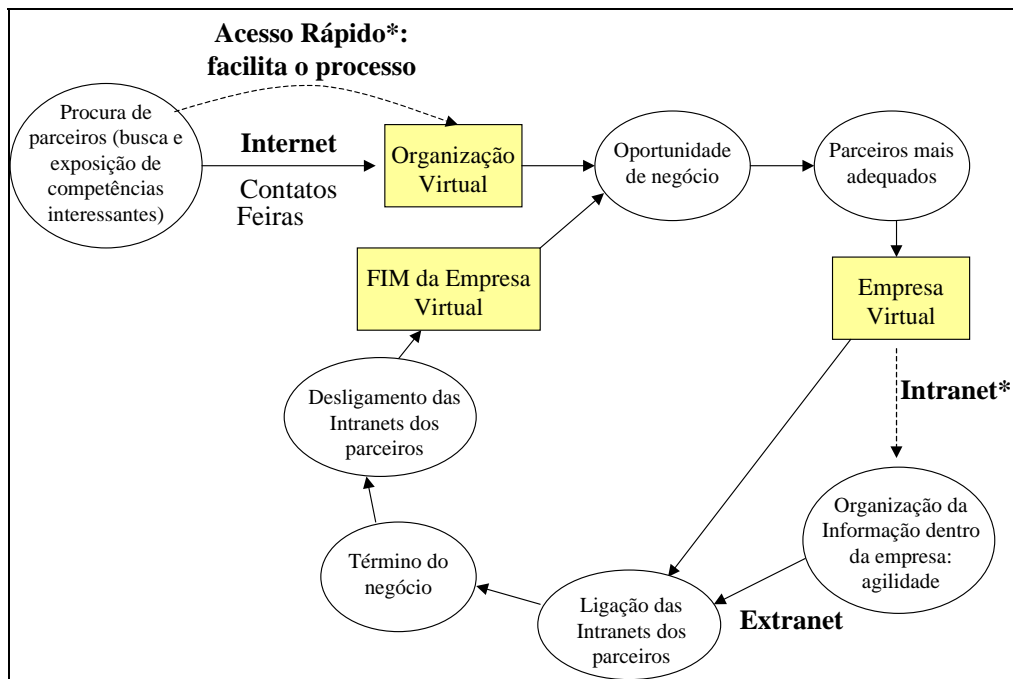 Acesso Rápido*:
facilita o processo
Procura de
parceiros (busca e
exposição de
competências
interessantes)
Internet
Contatos
Feiras
Organização
Virtual
Oportunidade
de negócio
Parceiros mais
adequados
FIM da Empresa
Virtual
Empresa
Virtual
Intranet*
Desligamento das
Intranets dos
parceiros
Organização da
Informação dentro
da empresa:
agilidade
Término do
negócio
Ligação das
Intranets dos
parceiros
Extranet